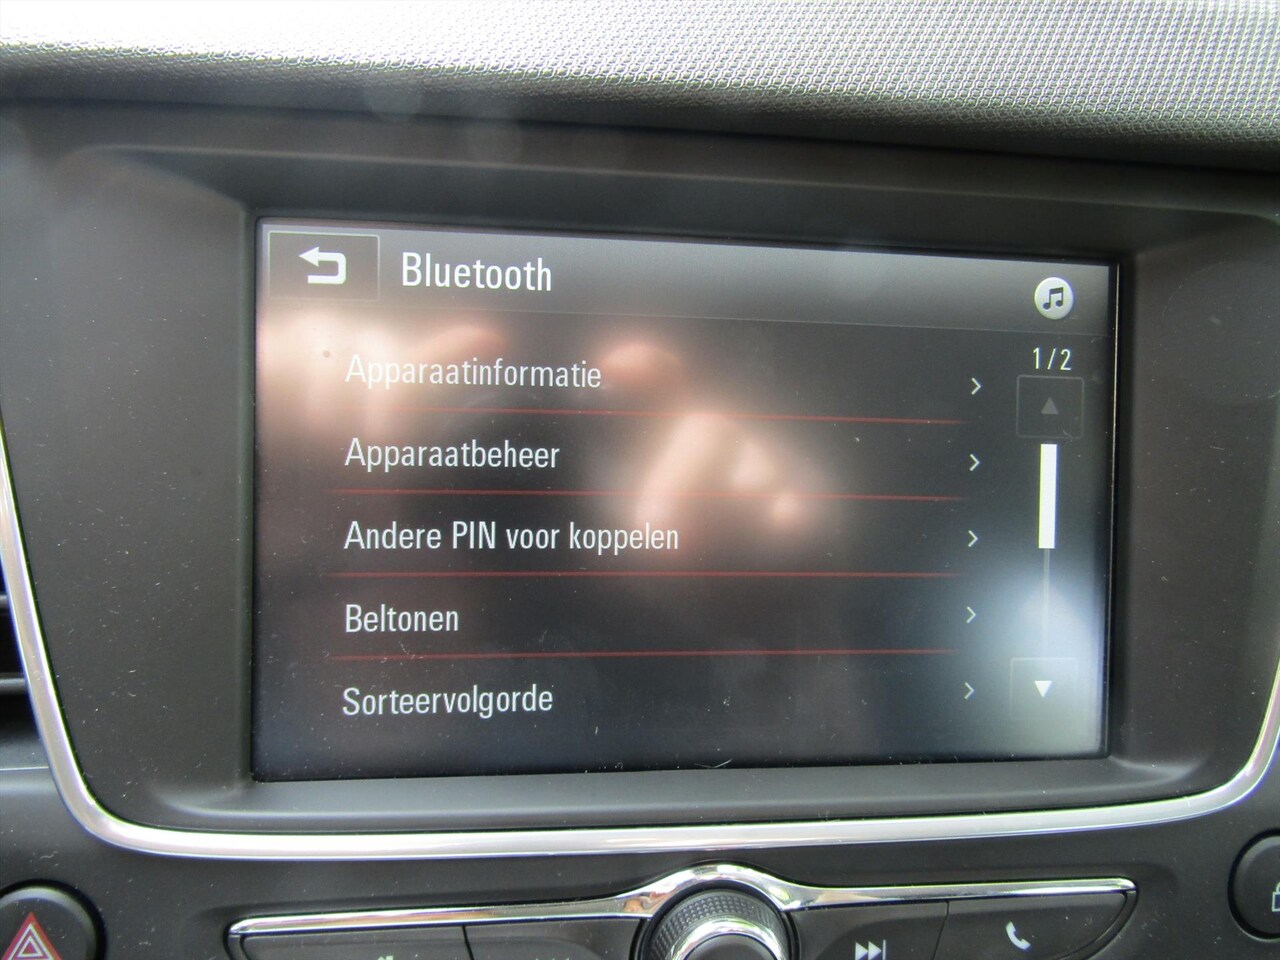 Bluetooth
1/2
Apparaatinformatie
Apparaatbeheer
Andere PIN voor koppelen
Beltonen
Sorteervolgorde